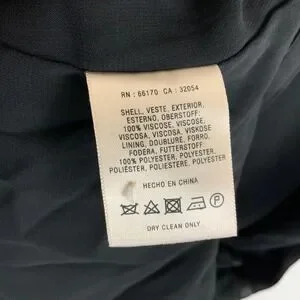 RN : 66170 CA : 32054
SHELL, VESTE, EXTERIOR,
ESTERNO, OBERSTOFF:
100% VISCOSE, VISCOSE,
VISCOSA, VISCOSA, VISKOSE
LINING, DOUBLURE, FORRO,
FODERA, FUTTERSTOFF:
100% POLYESTER, POLYESTER,
POLIÉSTER, POLIESTERE, POLYESTER
HECHO EN CHINA
P
DRY CLEAN ONLY